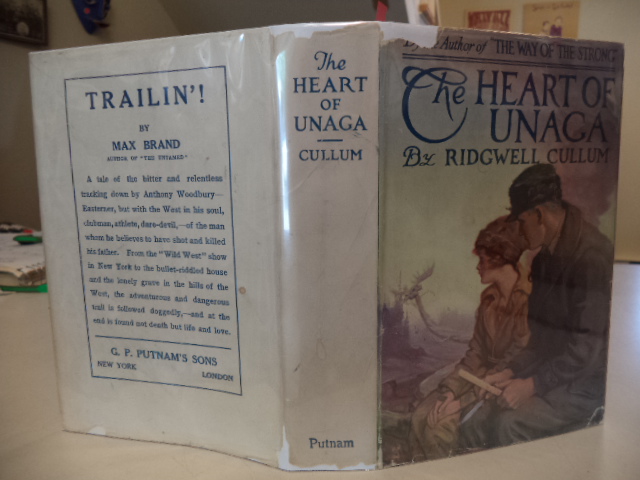 TRAILIN'!
BY
MAX BRAND
AUTHOR OF "THE UNTAMED"
A tale of the bitter and relentless
tracking down by Anthony Woodbury—
Easterner, but with the West in his soul,
clubman, athlete, dare-devil,—of the man
whom he believes to have shot and killed
his father. From the "Wild West" show
in New York to the bullet-riddled house
and the lonely grave in the hills of the
West, the adventurous and dangerous
trail is followed doggedly,—and at the
end is found not death but life and love.
G. P. PUTNAM'S SONS
NEW YORK LONDON
The
HEART
OF
UNAGA
CULLUM
Putnam
Author of "THE WAY OF THE STRONG"
The HEART OF
UNAGA
By RIDGWELL CULLUM